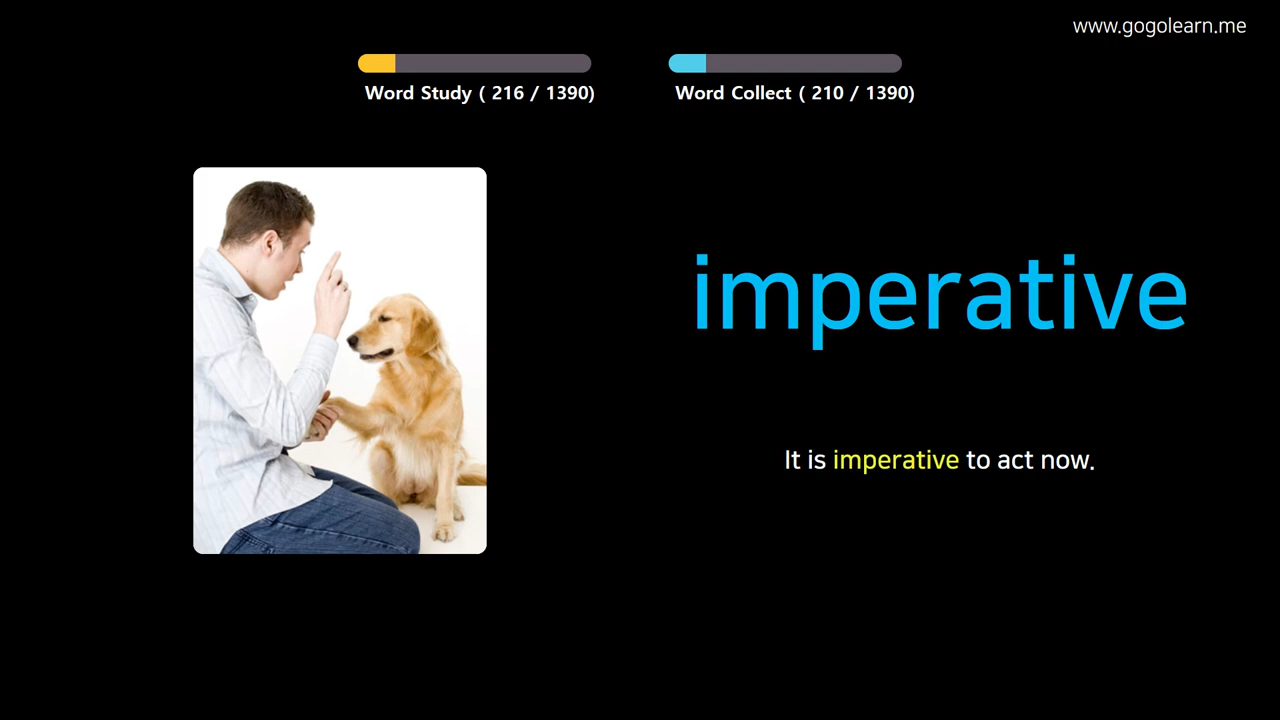 www.gogolearn.me
Word Study ( 216 / 1390)
Word Collect ( 210 / 1390)
imperative
It is imperative to act now.